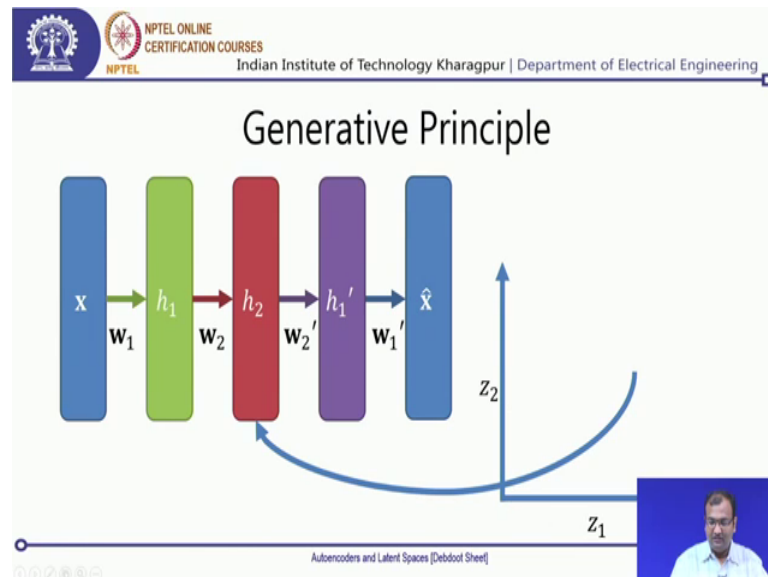 NPTEL ONLINE
CERTIFICATION COURSES
NPTEL
Indian Institute of Technology Kharagpur | Department of Electrical Engineering
Generative Principle
x h₁ h₂ h₁′ x̂
w₁ w₂ w₂′ w₁′
z₂
z₁
Autoencoders and Latent Spaces [Debdoot Sheet]